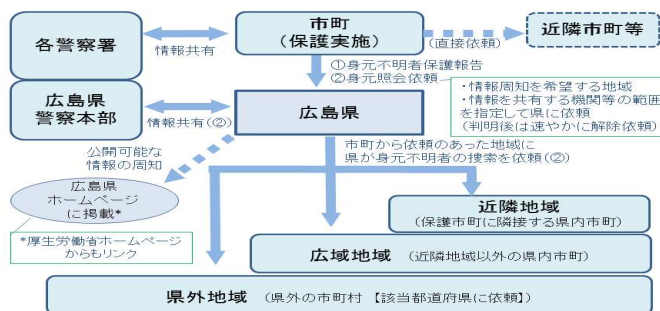 各警察署
情報共有
市町
(保護実施)
(直接依頼)
近隣市町等
①身元不明者保護報告
②身元照会依頼
・情報周知を希望する地域
・情報を共有する機関等の範囲
を指定して県に依頼
(判明後は速やかに解除依頼)
広島県
警察本部
情報共有(②)
広島県
公開可能な
情報の周知
市町から依頼のあった地域に
県が身元不明者の捜索を依頼(②)
広島県
ホームページ
に掲載*
*厚生労働省ホームページ
からもリンク
近隣地域
(保護市町に隣接する県内市町)
広域地域 (近隣地域以外の県内市町)
県外地域 (県外の市町村 【該当都道府県に依頼】)